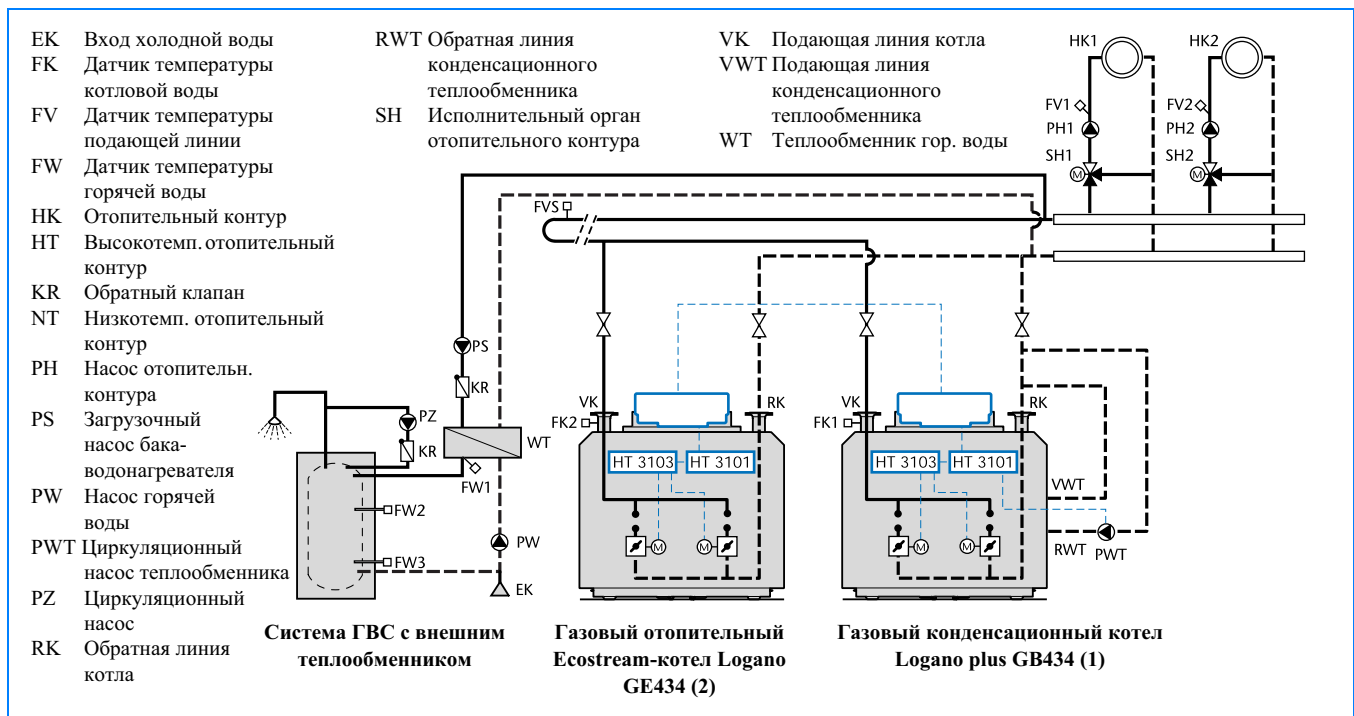 EK Вход холодной воды
FK Датчик температуры
котловой воды
FV Датчик температуры
подающей линии
FW Датчик температуры
горячей воды
HK Отопительный контур
HT Высокотемп. отопительный
контур
KR Обратный клапан
NT Низкотемп. отопительный
контур
PH Насос отопительн.
контура
PS Загрузочный
насос бака-
водонагревателя
PW Насос горячей
воды
PWT Циркуляционный
насос теплообменника
PZ Циркуляционный
насос
RK Обратная линия
котла
RWT Обратная линия
конденсационного
теплообменника
SH Исполнительный орган
отопительного контура
VK Подающая линия котла
VWT Подающая линия
конденсационного
теплообменника
WT Теплообменник гор. воды
HK1
HK2
FV1
FV2
PH1
PH2
SH1
SH2
M
M
FVS
PS
KR
PZ
KR
WT
FW1
FW2
FW3
PW
EK
VK
RK
FK2
HT 3103
HT 3101
M
M
VK
RK
FK1
HT 3103
HT 3101
M
M
VWT
RWT
PWT
Система ГВС с внешним
теплообменником
Газовый отопительный
Ecostream-котел Logano
GE434 (2)
Газовый конденсационный котел
Logano plus GB434 (1)